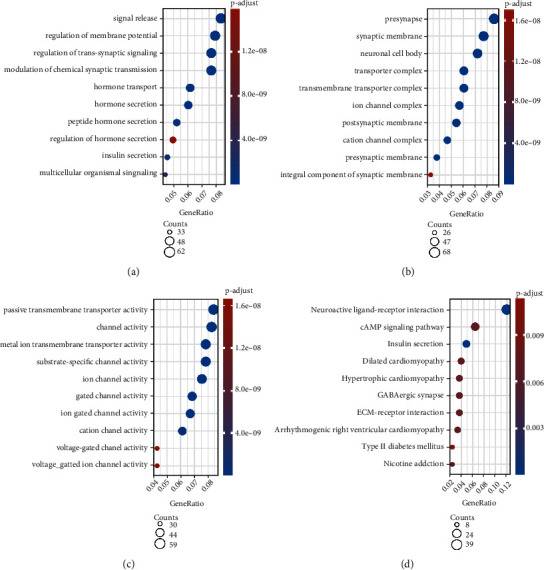 p-adjust
signal release
regulation of membrane potential
regulation of trans-synaptic signaling
modulation of chemical synaptic transmission
hormone transport
hormone secretion
peptide hormone secretion
regulation of hormone secretion
insulin secretion
multicellular organismal singnaling
1.2e-08
8.0e-09
4.0e-09
0.05
0.06
0.07
0.08
GeneRatio
Counts
33
48
62
(a)
p-adjust
presynapse
synaptic membrane
neuronal cell body
transporter complex
transmembrane transporter complex
ion channel complex
postsynaptic membrane
cation channel complex
presynaptic membrane
integral component of synaptic membrane
1.6e-08
1.2e-08
8.0e-09
4.0e-09
0.03
0.04
0.05
0.06
0.07
0.08
0.09
GeneRatio
Counts
26
47
68
(b)
p-adjust
passive transmembrane transporter activity
channel activity
metal ion transmembrane transporter activity
substrate-specific channel activity
ion channel activity
gated channel activity
ion gated channel activity
cation chanel activity
voltage-gated chanel activity
voltage_gatted ion channel activity
1.6e-08
1.2e-08
8.0e-09
4.0e-09
0.04
0.05
0.06
0.07
0.08
GeneRatio
Counts
30
44
59
(c)
p-adjust
Neuroactive ligand-receptor interaction
cAMP signaling pathway
Insulin secretion
Dilated cardiomyopathy
Hypertrophic cardiomyopathy
GABAergic synapse
ECM-receptor interaction
Arrhythmogenic right ventricular cardiomyopathy
Type II diabetes mellitus
Nicotine addction
0.009
0.006
0.003
0.02
0.04
0.06
0.08
0.10
0.12
GeneRatio
Counts
8
24
39
(d)